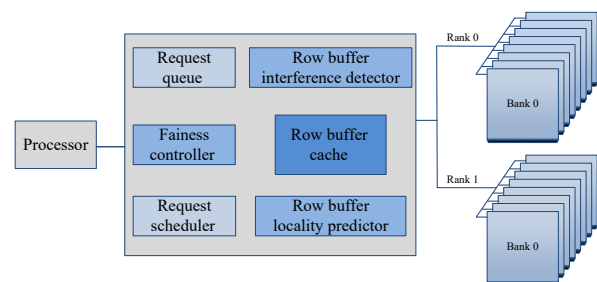 Processor
Request
queue
Row buffer
interference detector
Fainess
controller
Row buffer
cache
Request
scheduler
Row buffer
locality predictor
Rank 0
Bank 0
Rank 1
Bank 0